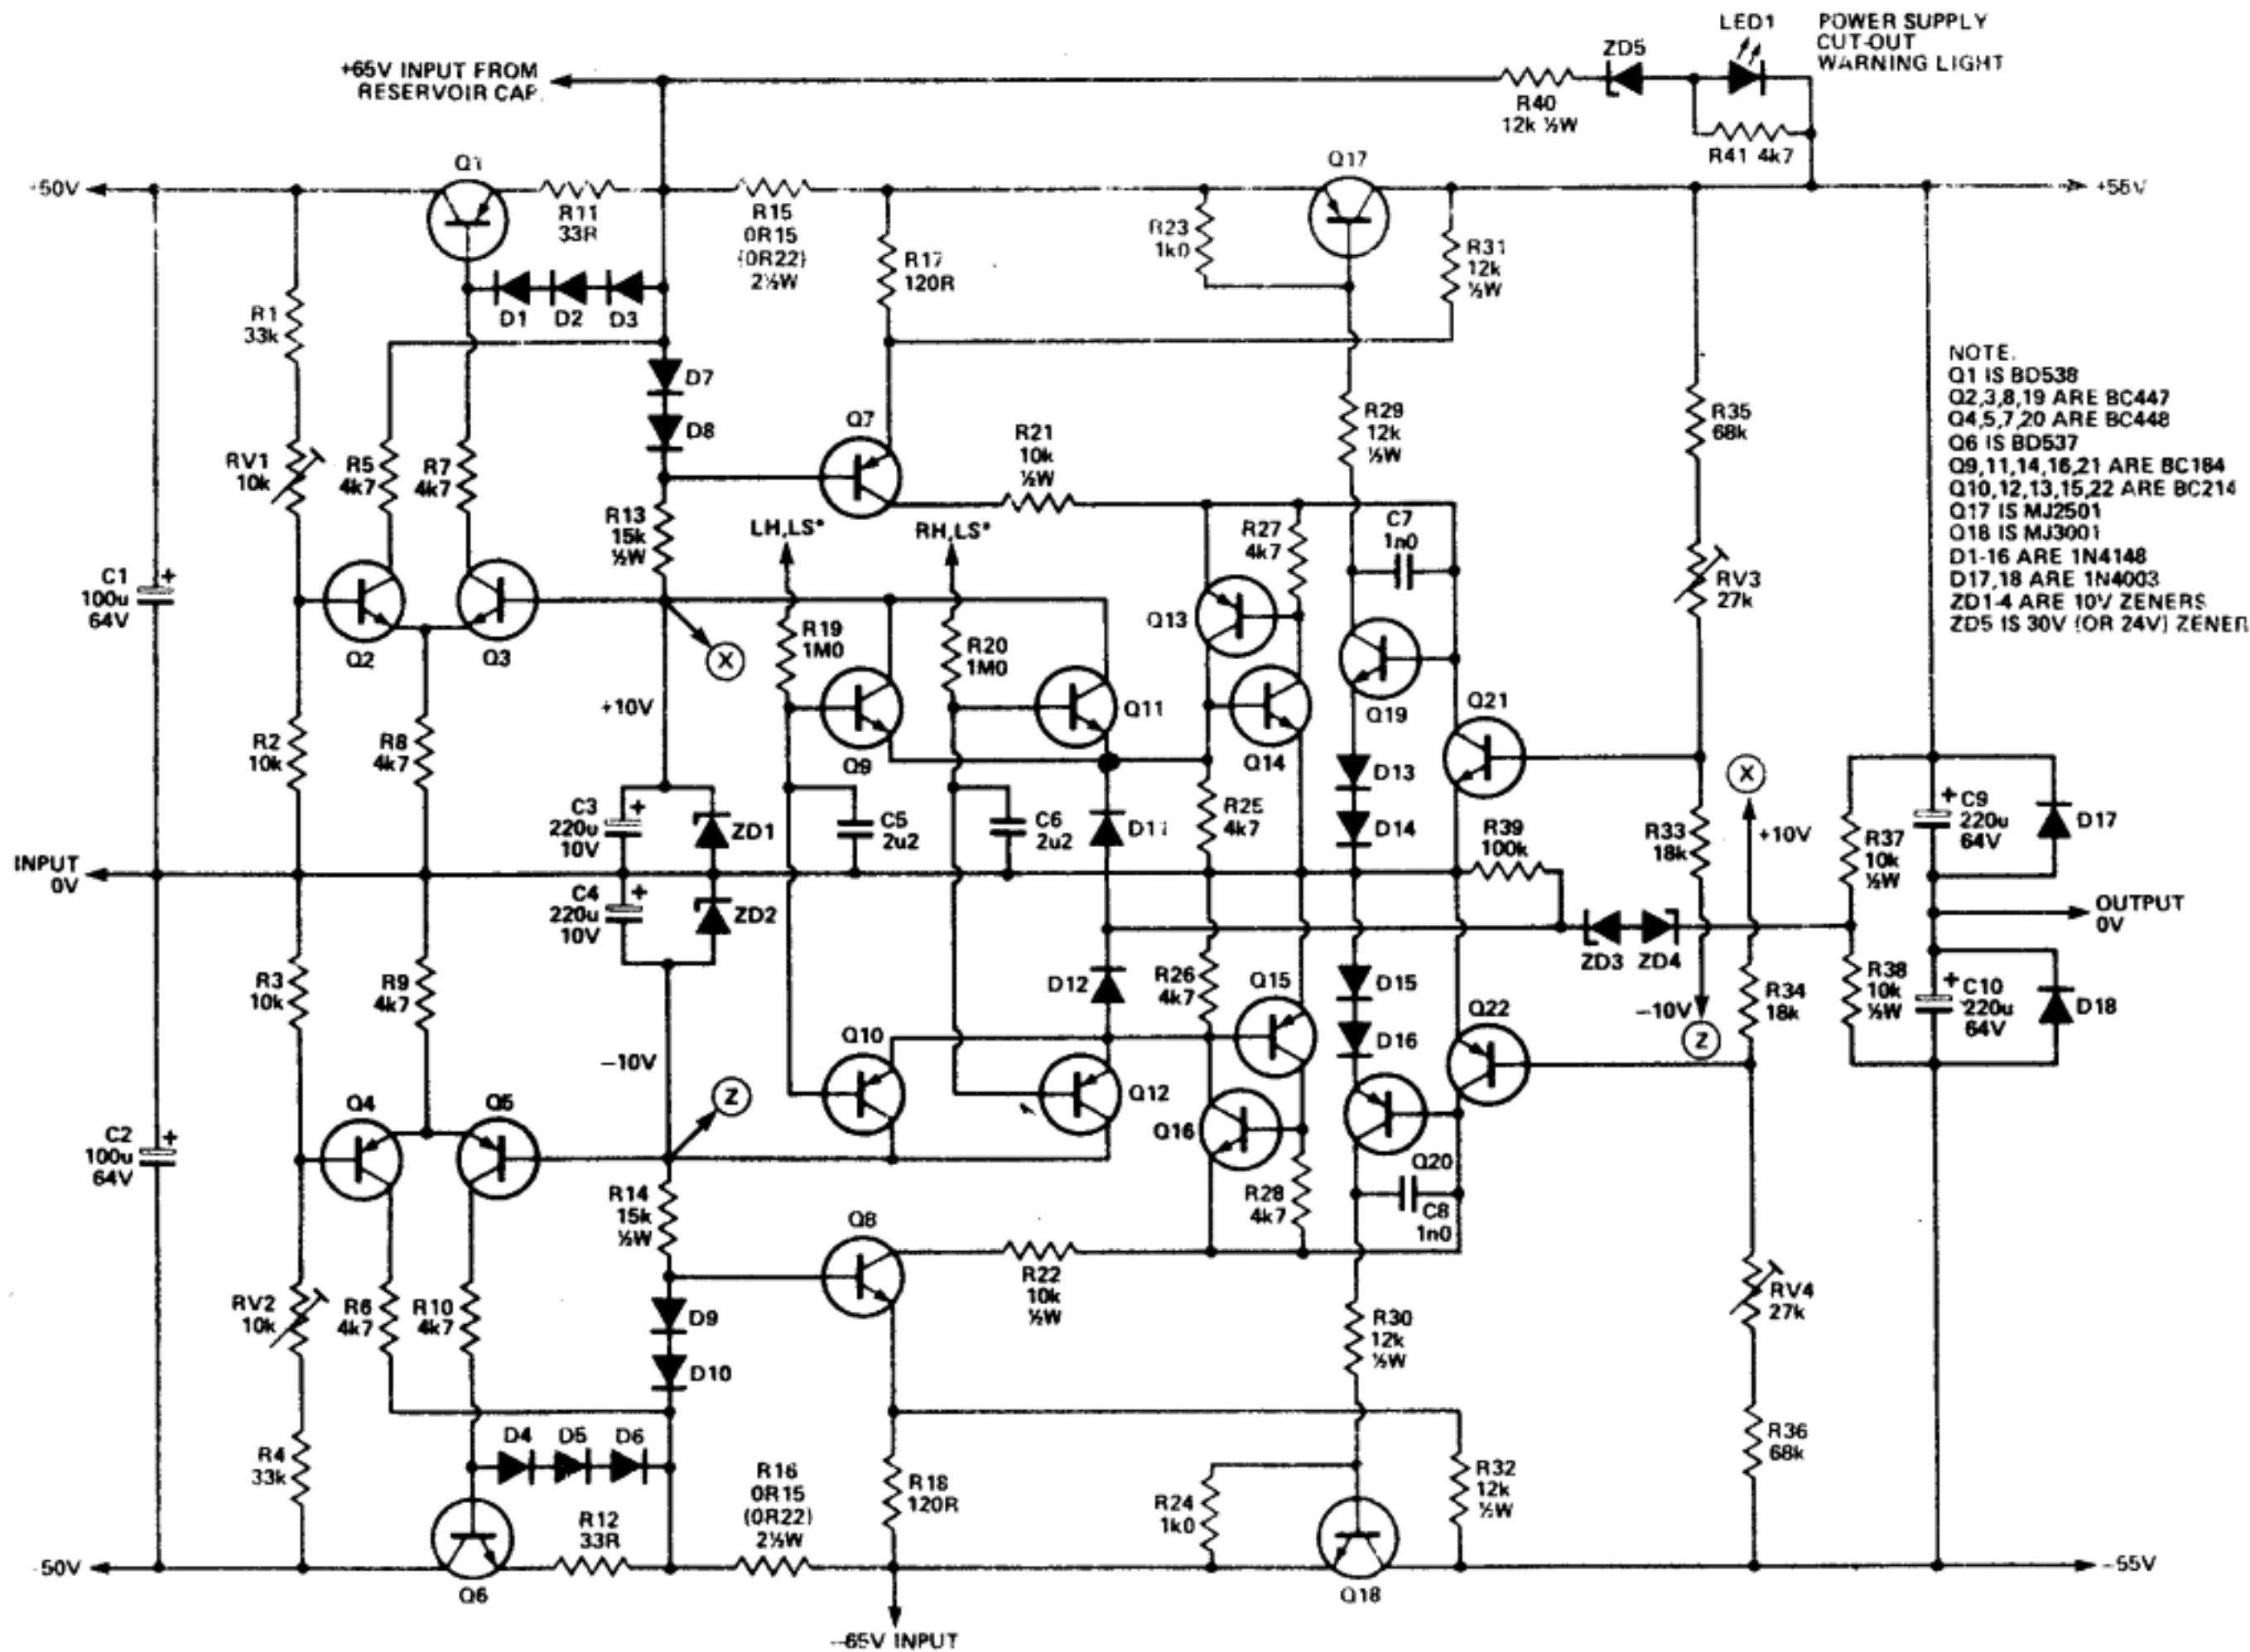 LED1
POWER SUPPLY
CUT-OUT
WARNING LIGHT
ZD5
+65V INPUT FROM
RESERVOIR CAP.
R40
12k ½W
R41 4k7
Q1
Q17
+50V
+55V
R11
33R
R15
0R15
(0R22)
2½W
R17
120R
R23
1k0
R31
12k
½W
D1
D2
D3
R1
33k
NOTE.
Q1 IS BD538
Q2,3,8,19 ARE BC447
Q4,5,7,20 ARE BC448
Q6 IS BD537
Q9,11,14,16,21 ARE BC184
Q10,12,13,15,22 ARE BC214
Q17 IS MJ2501
Q18 IS MJ3001
D1-16 ARE 1N4148
D17,18 ARE 1N4003
ZD1-4 ARE 10V ZENERS
ZD5 IS 30V (OR 24V) ZENER
D7
D8
Q7
R21
10k
½W
R29
12k
½W
R35
68k
RV1
10k
R5
4k7
R7
4k7
R13
15k
½W
LH,LS*
RH,LS*
R27
4k7
C7
1n0
RV3
27k
C1
100u
64V
Q2
Q3
X
R19
1M0
R20
1M0
Q13
+10V
Q9
Q11
Q14
Q19
Q21
R2
10k
R8
4k7
C3
220u
10V
ZD1
C5
2u2
C6
2u2
D11
R25
4k7
D13
D14
R39
100k
R33
18k
X
+10V
R37
10k
½W
C9
220u
64V
D17
INPUT
0V
C4
220u
10V
ZD2
OUTPUT
0V
ZD3
ZD4
R3
10k
R9
4k7
D12
R26
4k7
Q15
D15
D16
Q22
-10V
Z
R34
18k
R38
10k
½W
C10
220u
64V
D18
-10V
Q10
Z
Q12
Q4
Q5
Q16
Q20
C2
100u
64V
R14
15k
½W
Q8
R28
4k7
C8
1n0
R22
10k
½W
RV2
10k
R6
4k7
R10
4k7
D9
D10
R30
12k
½W
RV4
27k
R4
33k
D4
D5
D6
R36
68k
R12
33R
R16
0R15
(0R22)
2½W
R18
120R
R24
1k0
R32
12k
½W
-50V
-55V
Q6
Q18
-65V INPUT